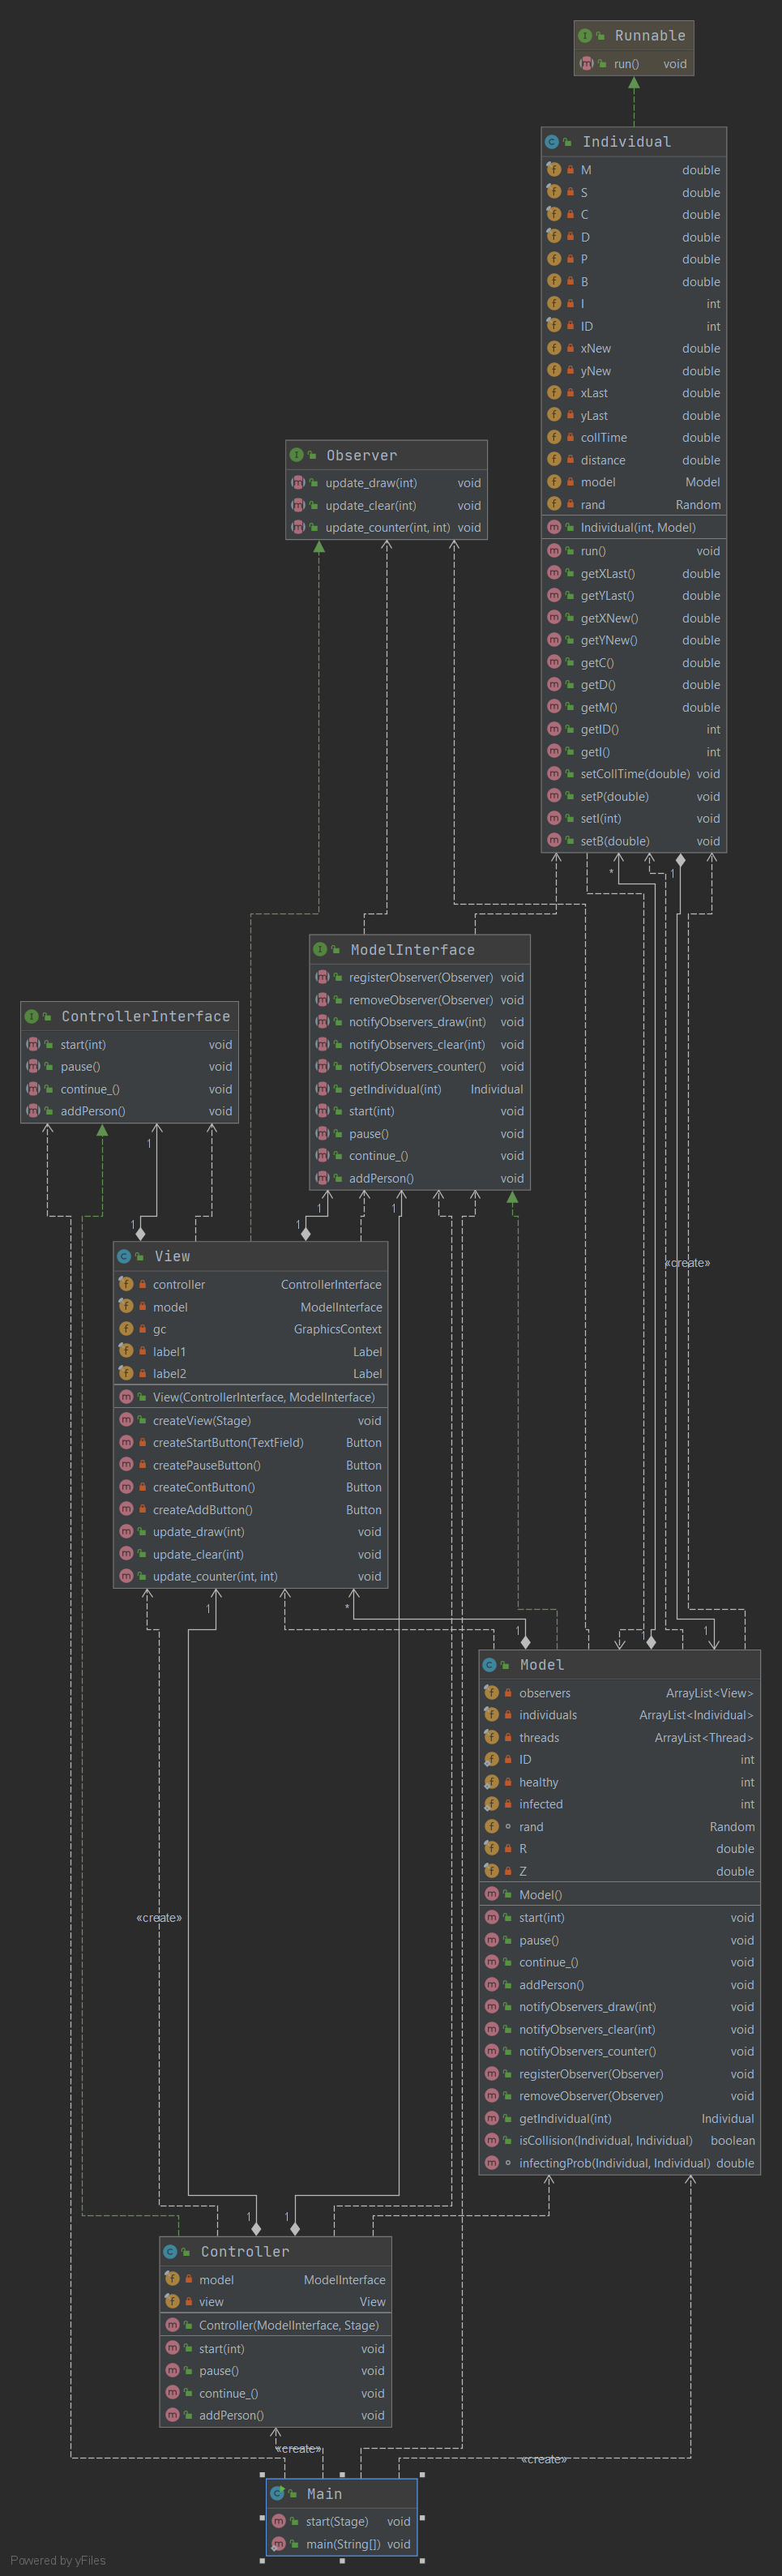 Runnable
run() void
Individual
M double
S double
C double
D double
P double
B double
I int
ID int
xNew double
yNew double
xLast double
yLast double
collTime double
distance double
model Model
rand Random
Individual(int, Model)
run() void
getXLast() double
getYLast() double
getXNew() double
getYNew() double
getC() double
getD() double
getM() double
getID() int
getI() int
setCollTime(double) void
setP(double) void
setI(int) void
setB(double) void
Observer
update_draw(int) void
update_clear(int) void
update_counter(int, int) void
* 1
ModelInterface
registerObserver(Observer) void
removeObserver(Observer) void
notifyObservers_draw(int) void
notifyObservers_clear(int) void
notifyObservers_counter() void
getIndividual(int) Individual
start(int) void
pause() void
continue_() void
addPerson() void
ControllerInterface
start(int) void
pause() void
continue_() void
addPerson() void
1
1 1 1 1
«create»
View
controller ControllerInterface
model ModelInterface
gc GraphicsContext
label1 Label
label2 Label
View(ControllerInterface, ModelInterface)
createView(Stage) void
createStartButton(TextField) Button
createPauseButton() Button
createContButton() Button
createAddButton() Button
update_draw(int) void
update_clear(int) void
update_counter(int, int) void
1 *
1 1 1
Model
observers ArrayList<View>
individuals ArrayList<Individual>
threads ArrayList<Thread>
ID int
healthy int
infected int
rand Random
R double
Z double
Model()
start(int) void
pause() void
continue_() void
addPerson() void
notifyObservers_draw(int) void
notifyObservers_clear(int) void
notifyObservers_counter() void
registerObserver(Observer) void
removeObserver(Observer) void
getIndividual(int) Individual
isCollision(Individual, Individual) boolean
infectingProb(Individual, Individual) double
«create»
1 1
Controller
model ModelInterface
view View
Controller(ModelInterface, Stage)
start(int) void
pause() void
continue_() void
addPerson() void
«create»
«create»
Main
start(Stage) void
main(String[]) void
Powered by yFiles